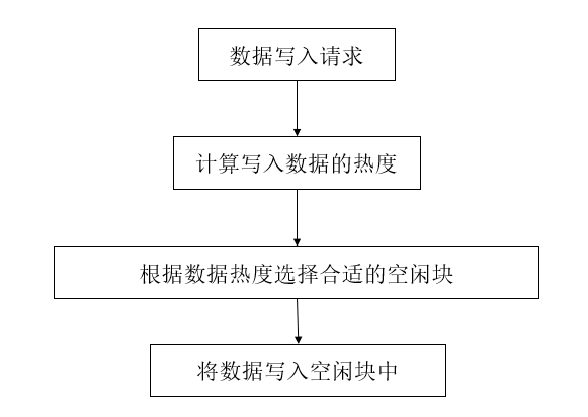 数据写入请求
计算写入数据的热度
根据数据热度选择合适的空闲块
将数据写入空闲块中